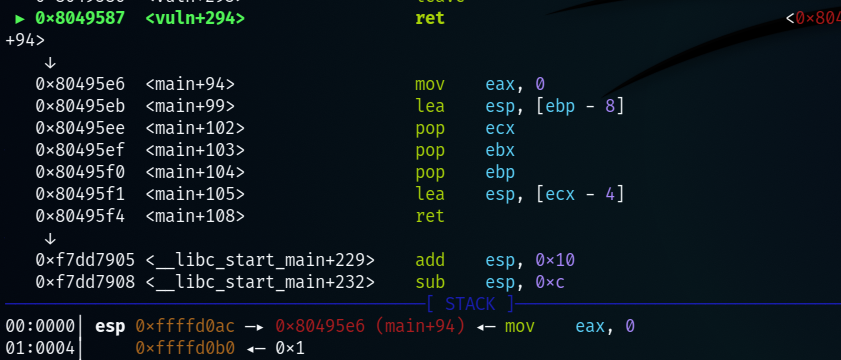 ► 0×8049587 <vuln+294> ret <0×804
+94>
↓
0×80495e6 <main+94> mov eax, 0
0×80495eb <main+99> lea esp, [ebp - 8]
0×80495ee <main+102> pop ecx
0×80495ef <main+103> pop ebx
0×80495f0 <main+104> pop ebp
0×80495f1 <main+105> lea esp, [ecx - 4]
0×80495f4 <main+108> ret
↓
0×f7dd7905 <__libc_start_main+229> add esp, 0×10
0×f7dd7908 <__libc_start_main+232> sub esp, 0×c
[ STACK ]
00:0000│ esp 0×ffffd0ac —▸ 0×80495e6 (main+94) ◂— mov eax, 0
01:0004│ 0×ffffd0b0 ◂— 0×1